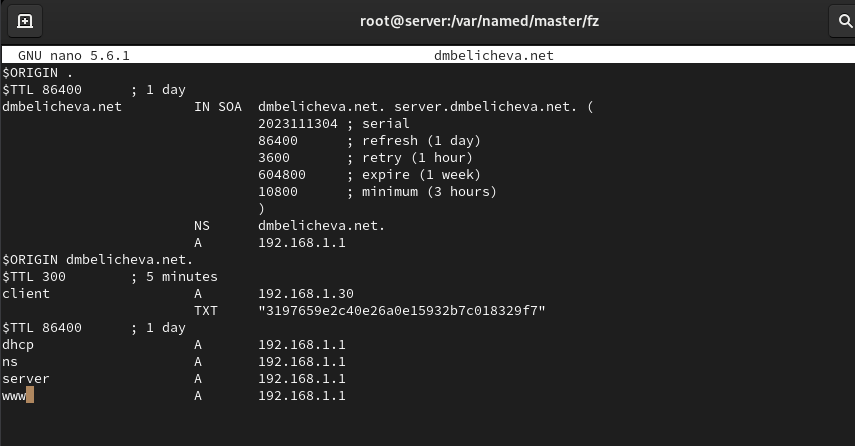 root@server:/var/named/master/fz
GNU nano 5.6.1 dmbelicheva.net
$ORIGIN .
$TTL 86400 ; 1 day
dmbelicheva.net IN SOA dmbelicheva.net. server.dmbelicheva.net. (
2023111304 ; serial
86400 ; refresh (1 day)
3600 ; retry (1 hour)
604800 ; expire (1 week)
10800 ; minimum (3 hours)
)
NS dmbelicheva.net.
A 192.168.1.1
$ORIGIN dmbelicheva.net.
$TTL 300 ; 5 minutes
client A 192.168.1.30
TXT "3197659e2c40e26a0e15932b7c018329f7"
$TTL 86400 ; 1 day
dhcp A 192.168.1.1
ns A 192.168.1.1
server A 192.168.1.1
www A 192.168.1.1